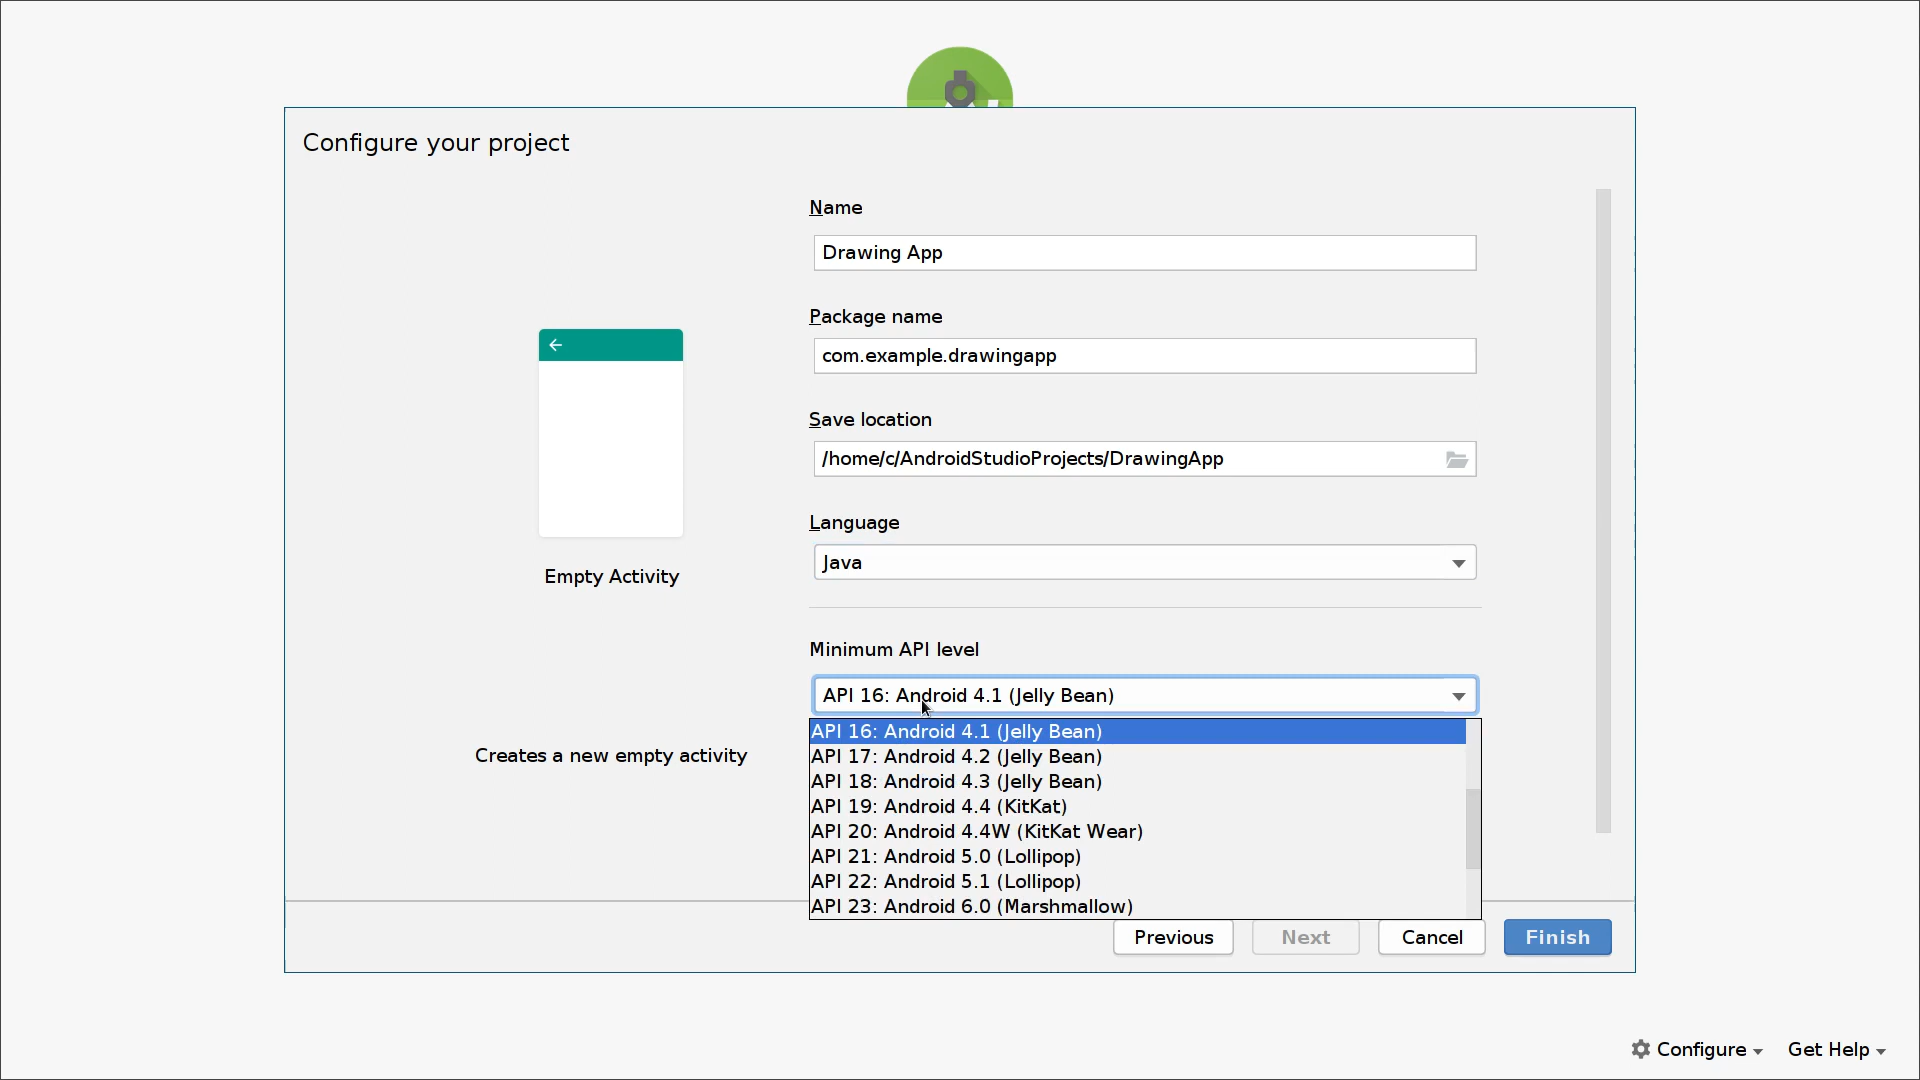 Configure your project
Name
Drawing App
Package name
com.example.drawingapp
Save location
/home/c/AndroidStudioProjects/DrawingApp
Language
Java
Empty Activity
Minimum API level
API 16: Android 4.1 (Jelly Bean)
API 16: Android 4.1 (Jelly Bean)
API 17: Android 4.2 (Jelly Bean)
API 18: Android 4.3 (Jelly Bean)
API 19: Android 4.4 (KitKat)
API 20: Android 4.4W (KitKat Wear)
API 21: Android 5.0 (Lollipop)
API 22: Android 5.1 (Lollipop)
API 23: Android 6.0 (Marshmallow)
Creates a new empty activity
Previous Next Cancel Finish
Configure Get Help